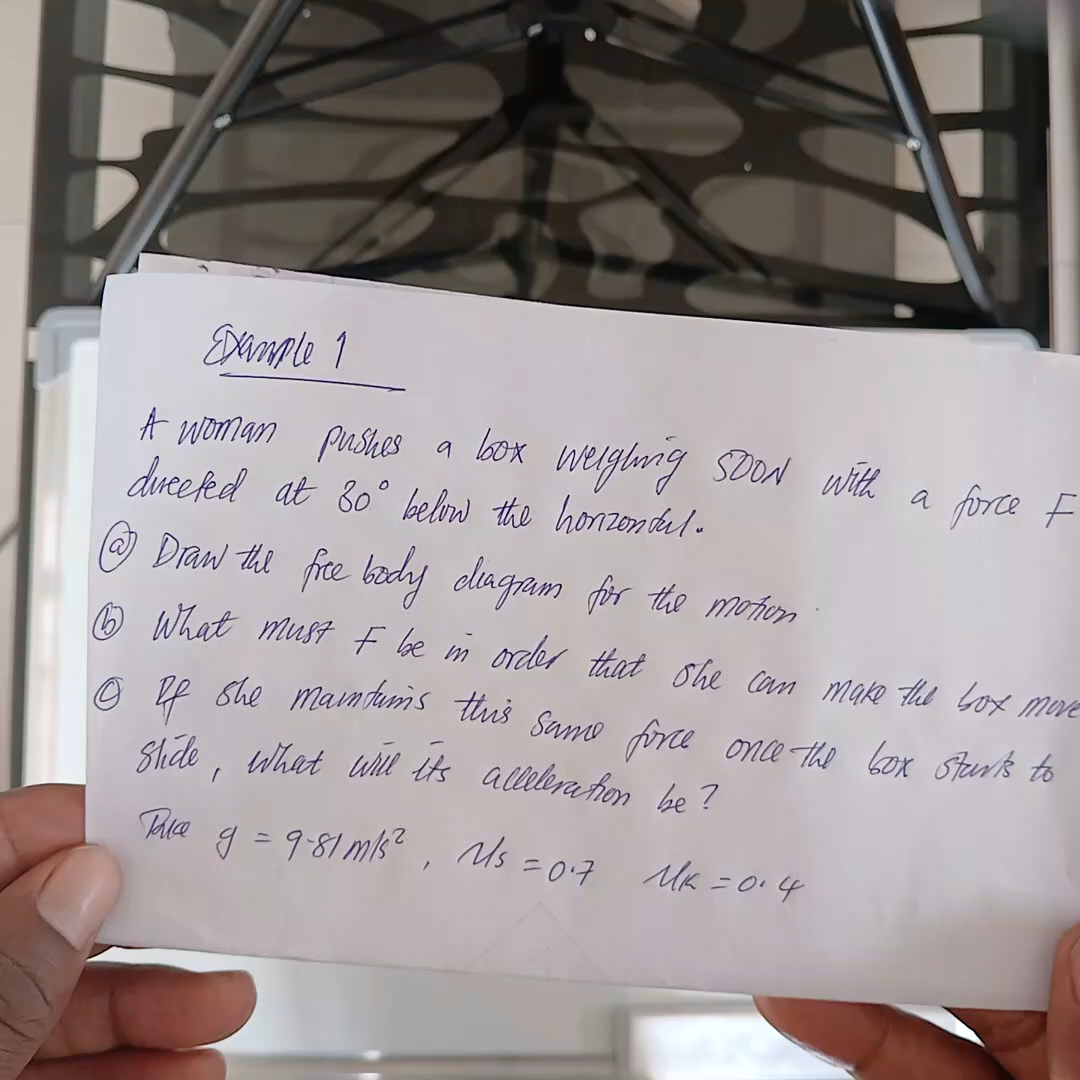 Example 1
A woman pushes a box weighing 500N with a force F
directed at 30° below the horizontal.
(a) Draw the free body diagram for the motion.
(b) What must F be in order that she can make the box move
(c) If she maintains this same force once the box starts to
slide, what will its acceleration be?
Take g = 9.81 m/s², μs = 0.7 μk = 0.4